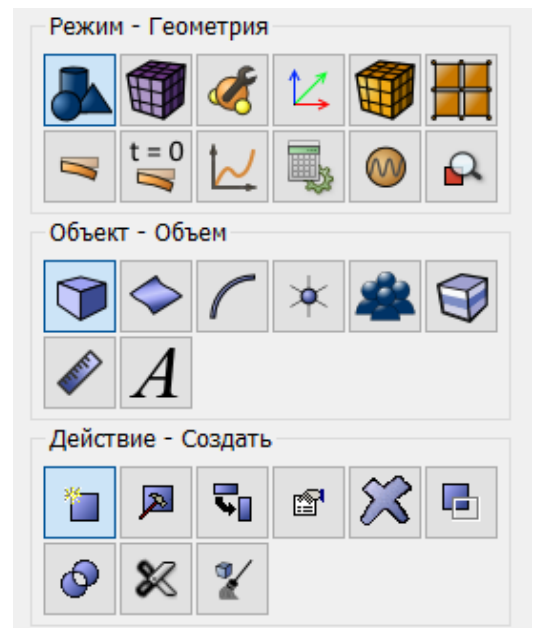 Режим - Геометрия
t = 0
Объект - Объем
A
Действие - Создать